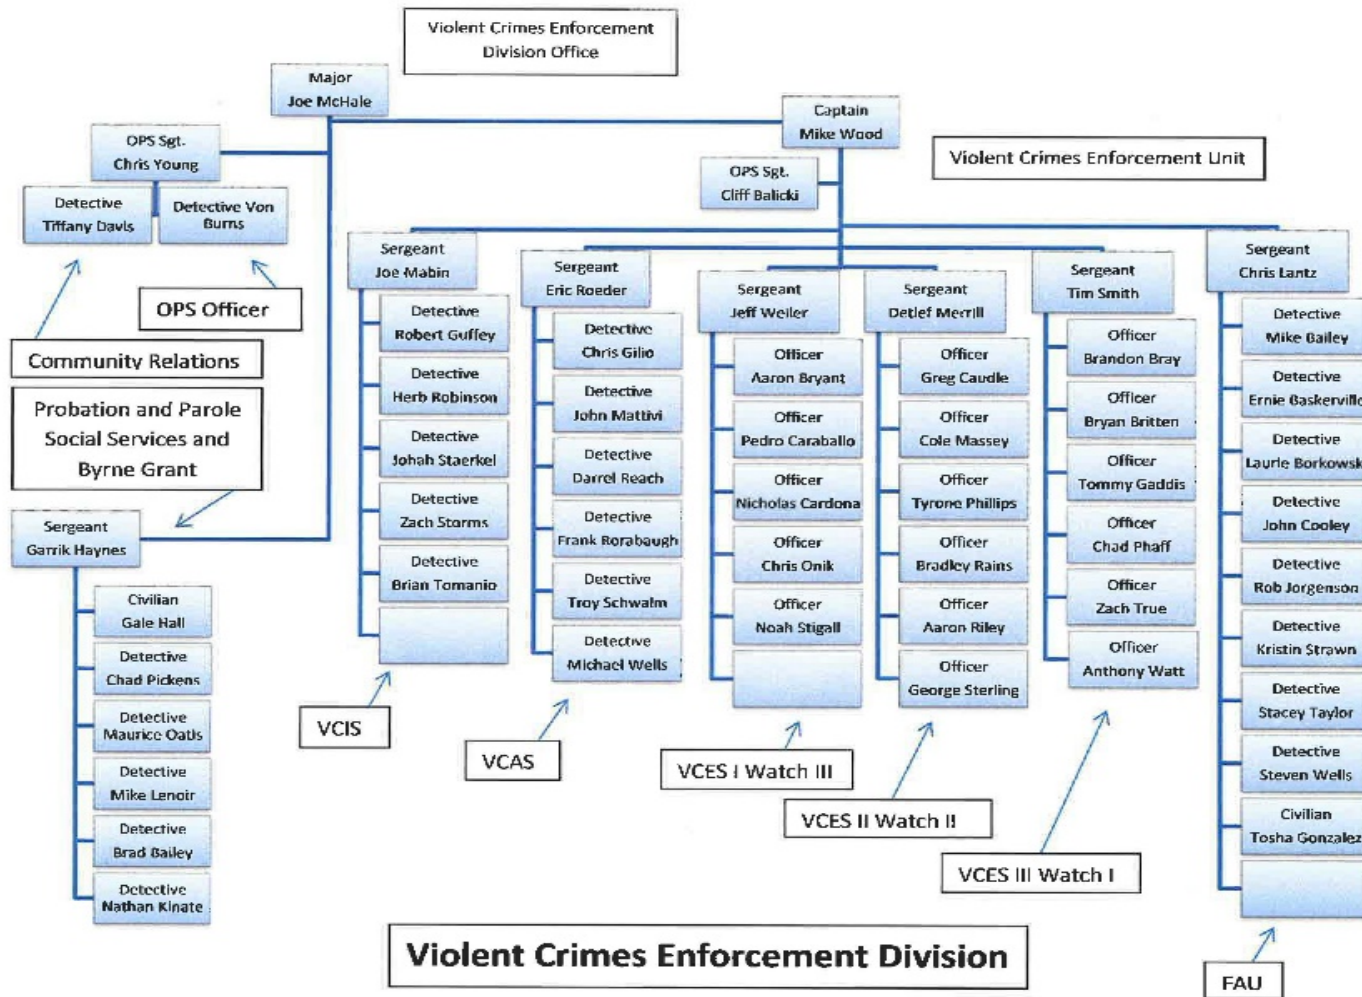 Violent Crimes Enforcement
Division Office
Major
Joe McHale
Captain
Mike Wood
OPS Sgt.
Chris Young
Violent Crimes Enforcement Unit
OPS Sgt.
Cliff Balicki
Detective
Tiffany Davis
Detective Von
Burns
OPS Officer
Community Relations
Probation and Parole
Social Services and
Byrne Grant
Sergeant
Garrik Haynes
Civilian
Gale Hall
Detective
Chad Pickens
Detective
Maurice Oatis
Detective
Mike Lenoir
Detective
Brad Bailey
Detective
Nathan Kinate
Sergeant
Joe Mabin
Detective
Robert Guffey
Detective
Herb Robinson
Detective
Johah Staerkel
Detective
Zach Storms
Detective
Brian Tomanio
VCIS
Sergeant
Eric Roeder
Detective
Chris Gilio
Detective
John Mattivi
Detective
Darrel Reach
Detective
Frank Rorabaugh
Detective
Troy Schwalm
Detective
Michael Wells
VCAS
Sergeant
Jeff Weiler
Officer
Aaron Bryant
Officer
Pedro Caraballo
Officer
Nicholas Cardona
Officer
Chris Onik
Officer
Noah Stigall
VCES I Watch III
Sergeant
Detlef Merrill
Officer
Greg Caudle
Officer
Cole Massey
Officer
Tyrone Phillips
Officer
Bradley Rains
Officer
Aaron Riley
Officer
George Sterling
VCES II Watch II
Sergeant
Tim Smith
Officer
Brandon Bray
Officer
Bryan Britten
Officer
Tommy Gaddis
Officer
Chad Phaff
Officer
Zach True
Officer
Anthony Watt
VCES III Watch I
Sergeant
Chris Lantz
Detective
Mike Bailey
Detective
Ernie Baskerville
Detective
Laurie Borkowsk
Detective
John Cooley
Detective
Rob Jorgenson
Detective
Kristin Strawn
Detective
Stacey Taylor
Detective
Steven Wells
Civilian
Tosha Gonzalez
FAU
Violent Crimes Enforcement Division